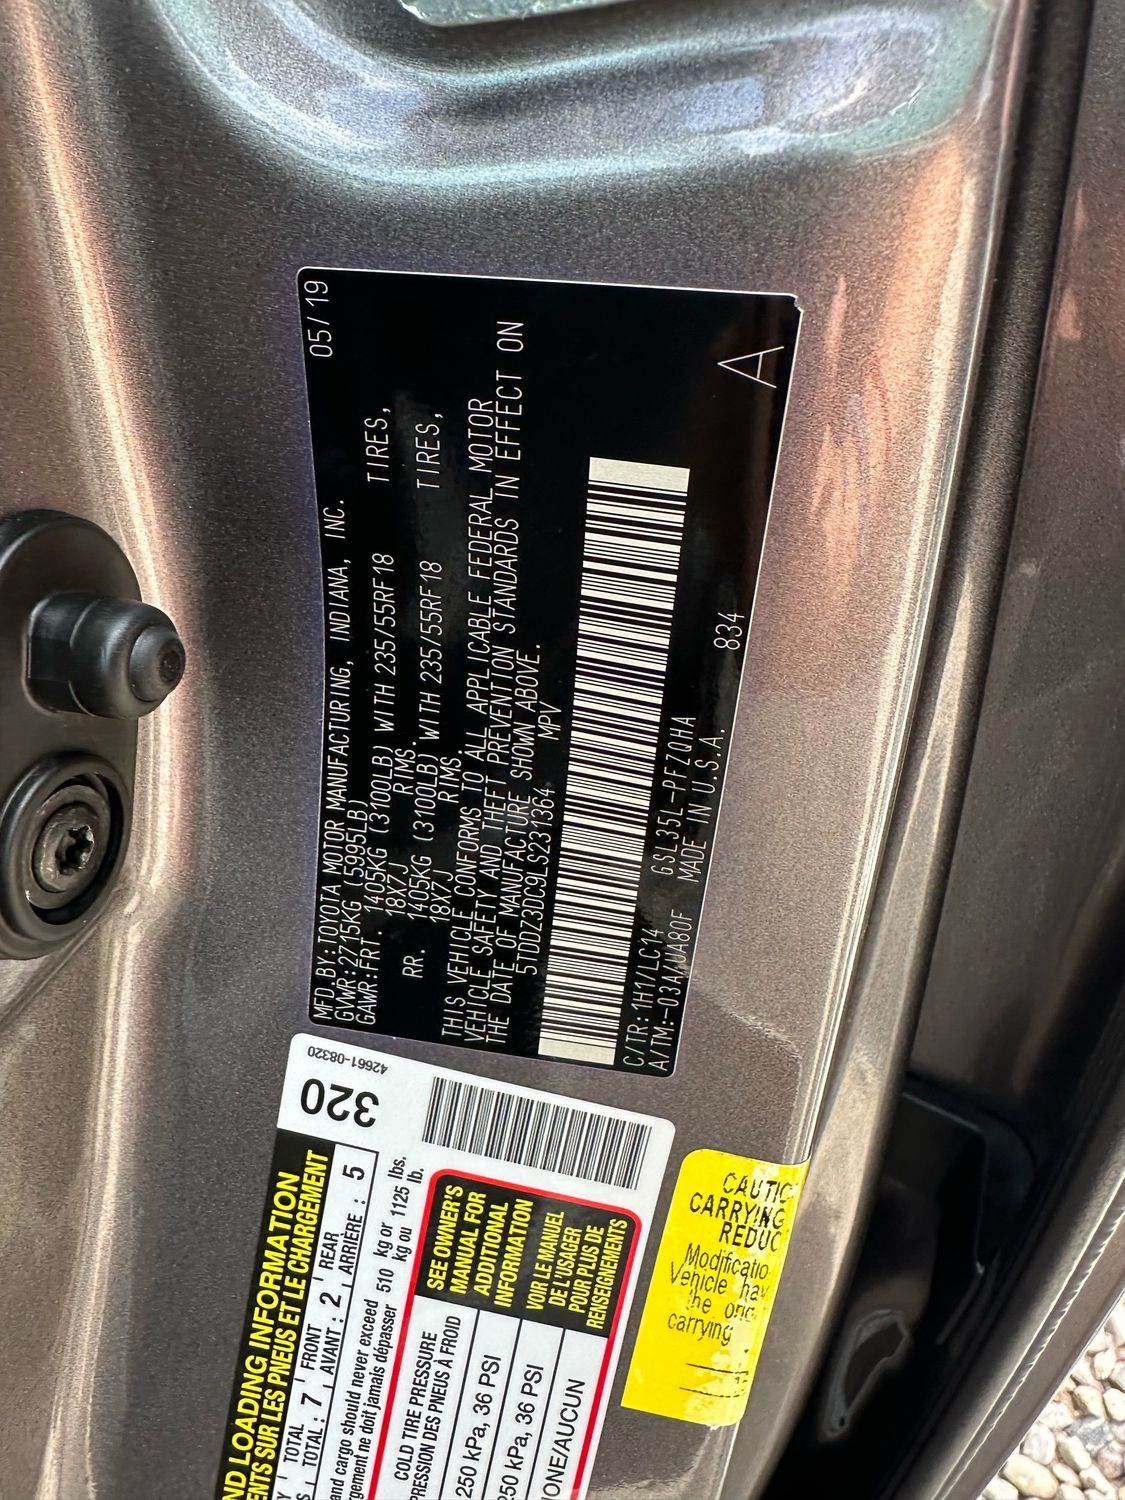 MFD.BY:TOYOTA MOTOR MANUFACTURING, INDIANA, INC. 05/19
GVWR:2715KG (5995LB)
GAWR:FRT. 1405KG (3100LB) WITH 235/55RF18 TIRES,
18X7J RIMS.
RR. 1405KG (3100LB) WITH 235/55RF18 TIRES,
18X7J RIMS.
THIS VEHICLE CONFORMS TO ALL APPLICABLE FEDERAL MOTOR
VEHICLE SAFETY AND THEFT PREVENTION STANDARDS IN EFFECT ON
THE DATE OF MANUFACTURE SHOWN ABOVE.
5TDDZ3DC9LS231364 MPV
A
C/TR:1H1/LC14 GSL35L-PFZQHA
A/TM:-03A/UA80F MADE IN U.S.A. 834
42661-08320
320
ND LOADING INFORMATION
ENTS SUR LES PNEUS ET LE CHARGEMENT
TOTAL : 7 FRONT : 2 REAR : 5
TOTAL : AVANT : ARRIÈRE :
and cargo should never exceed 510 kg or 1125 lbs.
rgement ne doit jamais dépasser kg ou lb.
COLD TIRE PRESSURE
PRESSION DES PNEUS À FROID
250 kPa, 36 PSI
250 kPa, 36 PSI
NONE/AUCUN
SEE OWNER'S
MANUAL FOR
ADDITIONAL
INFORMATION
VOIR LE MANUEL
DE L'USAGER
POUR PLUS DE
RENSEIGNEMENTS
CAUTIO
CARRYING
REDUC
Modificatio
Vehicle hav
the orig
carrying